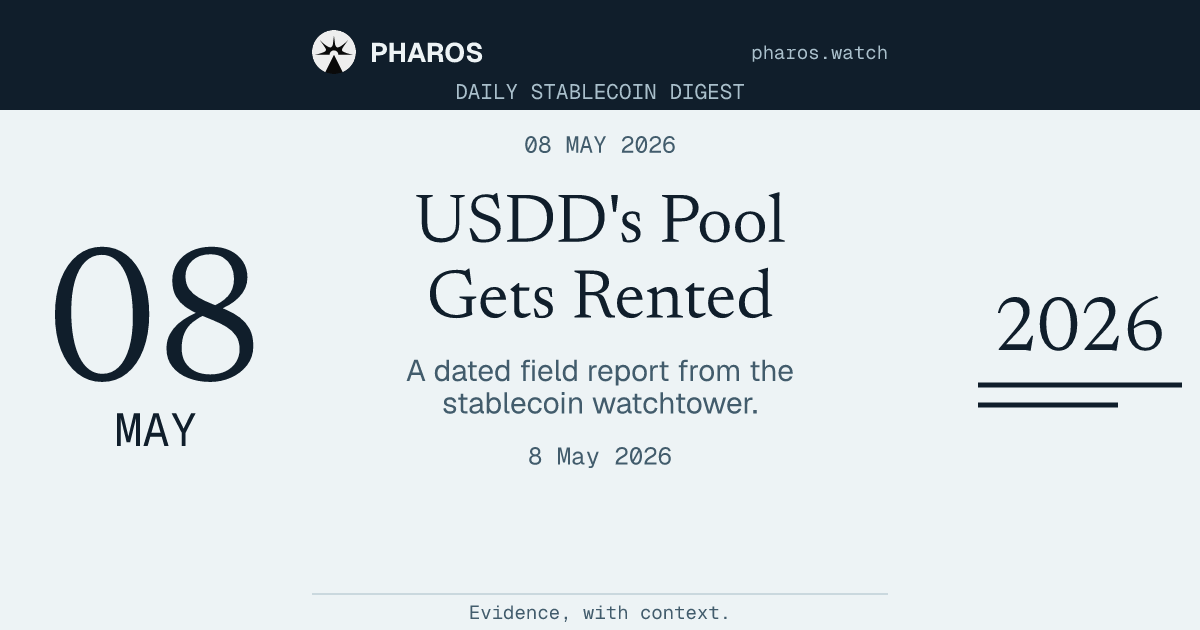 PHAROS
pharos.watch
DAILY STABLECOIN DIGEST
08 MAY 2026
USDD's Pool
Gets Rented
A dated field report from the
stablecoin watchtower.
8 May 2026
08
MAY
2026
Evidence, with context.